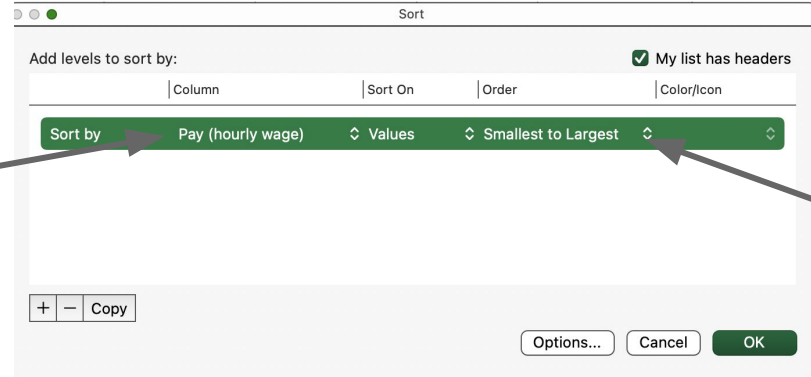 Sort
Add levels to sort by: My list has headers
Column Sort On Order Color/Icon
Sort by Pay (hourly wage) Values Smallest to Largest
+ − Copy
Options... Cancel OK